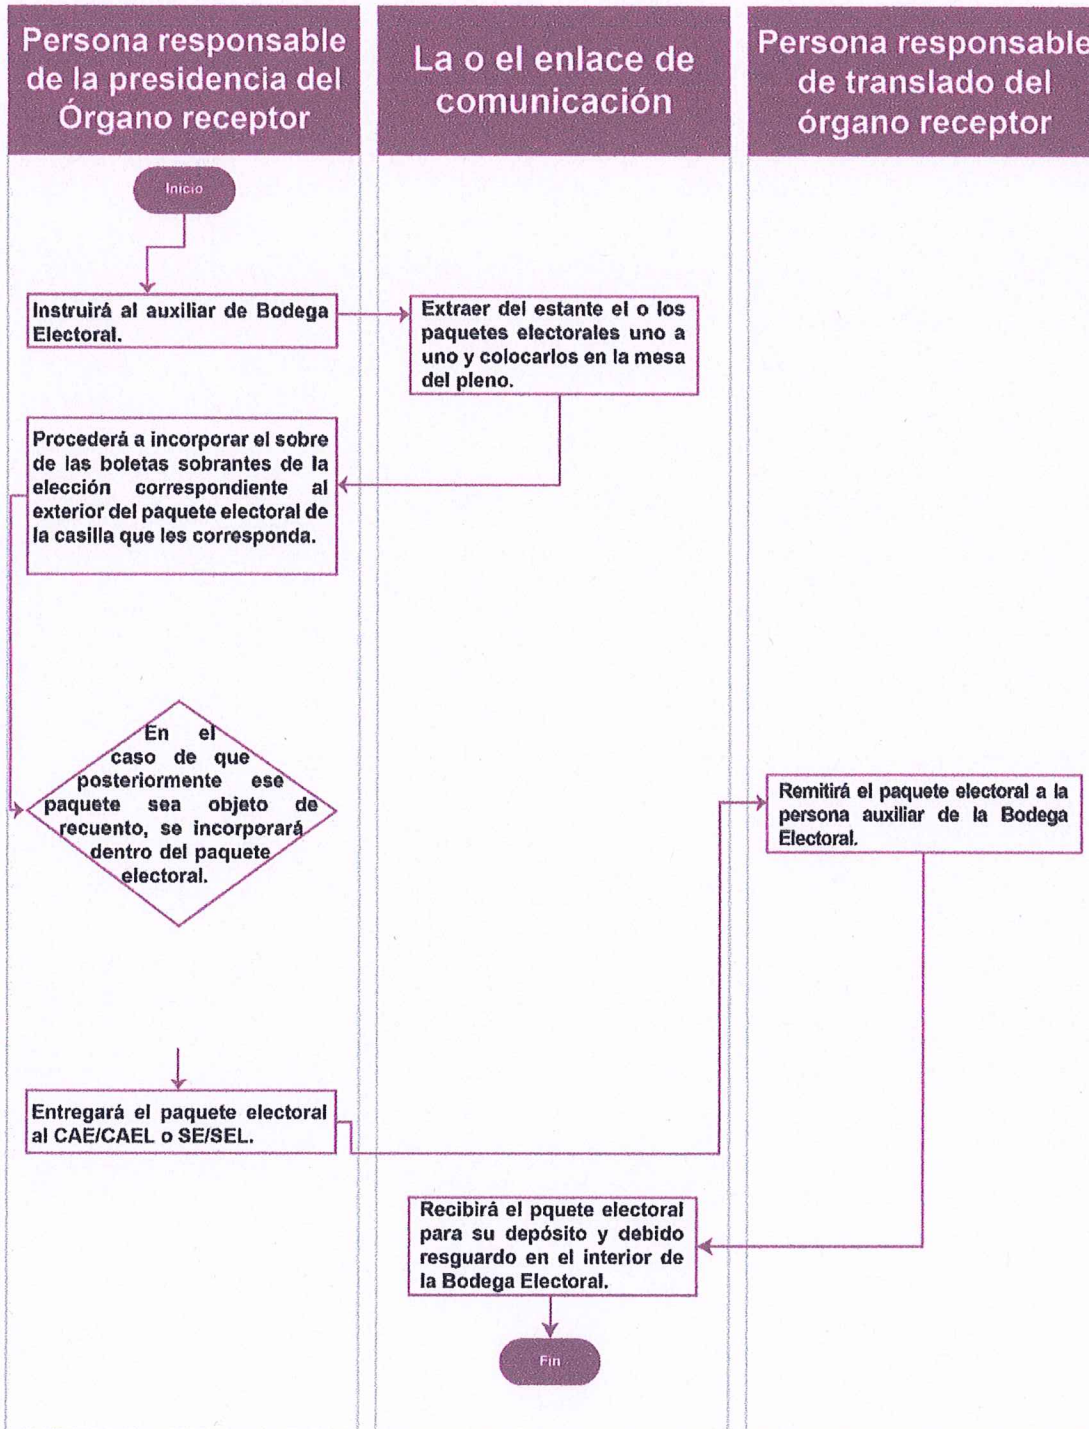 Persona responsable
de la presidencia del
Órgano receptor
La o el enlace de
comunicación
Persona responsable
de translado del
órgano receptor
Inicio
Instruirá al auxiliar de Bodega
Electoral.
Extraer del estante el o los
paquetes electorales uno a
uno y colocarlos en la mesa
del pleno.
Procederá a incorporar el sobre
de las boletas sobrantes de la
elección correspondiente al
exterior del paquete electoral de
la casilla que les corresponda.
En el
caso de que
posteriormente ese
paquete sea objeto de
recuento, se incorporará
dentro del paquete
electoral.
Remitirá el paquete electoral a la
persona auxiliar de la Bodega
Electoral.
Entregará el paquete electoral
al CAE/CAEL o SE/SEL.
Recibirá el pquete electoral
para su depósito y debido
resguardo en el interior de
la Bodega Electoral.
Fin